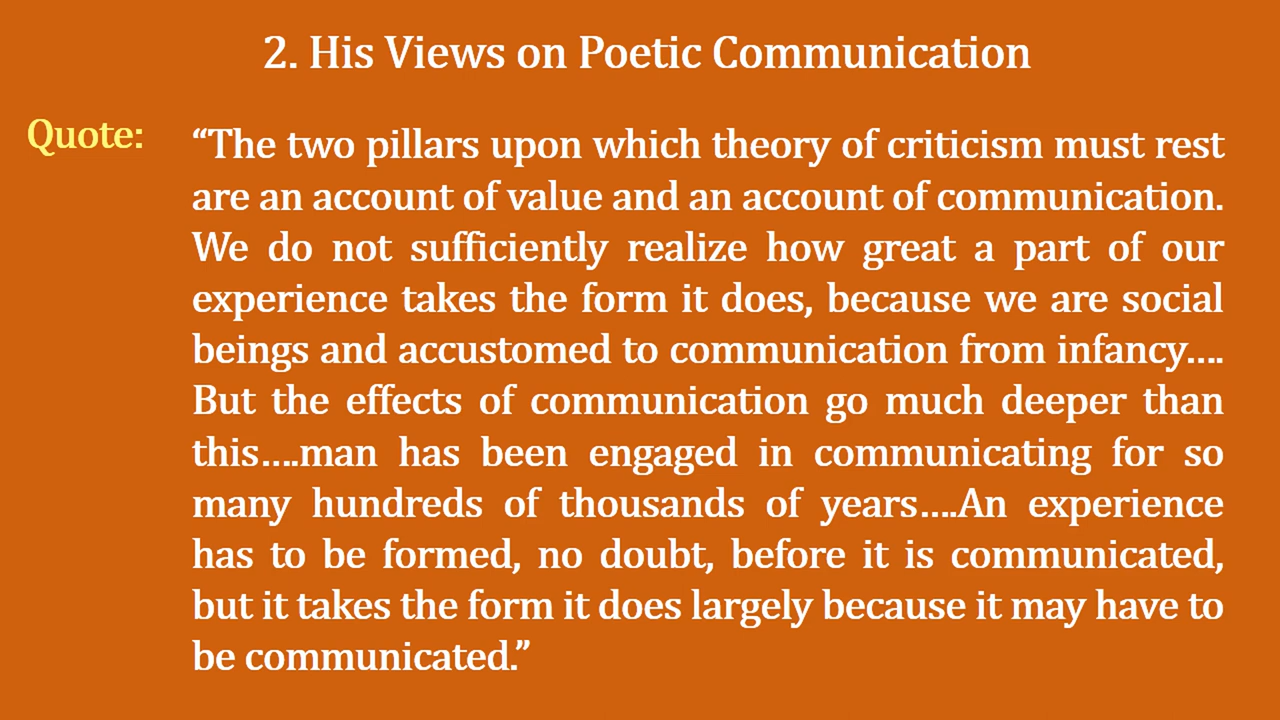 2. His Views on Poetic Communication
Quote:
“The two pillars upon which theory of criticism must rest
are an account of value and an account of communication.
We do not sufficiently realize how great a part of our
experience takes the form it does, because we are social
beings and accustomed to communication from infancy....
But the effects of communication go much deeper than
this....man has been engaged in communicating for so
many hundreds of thousands of years....An experience
has to be formed, no doubt, before it is communicated,
but it takes the form it does largely because it may have to
be communicated.”